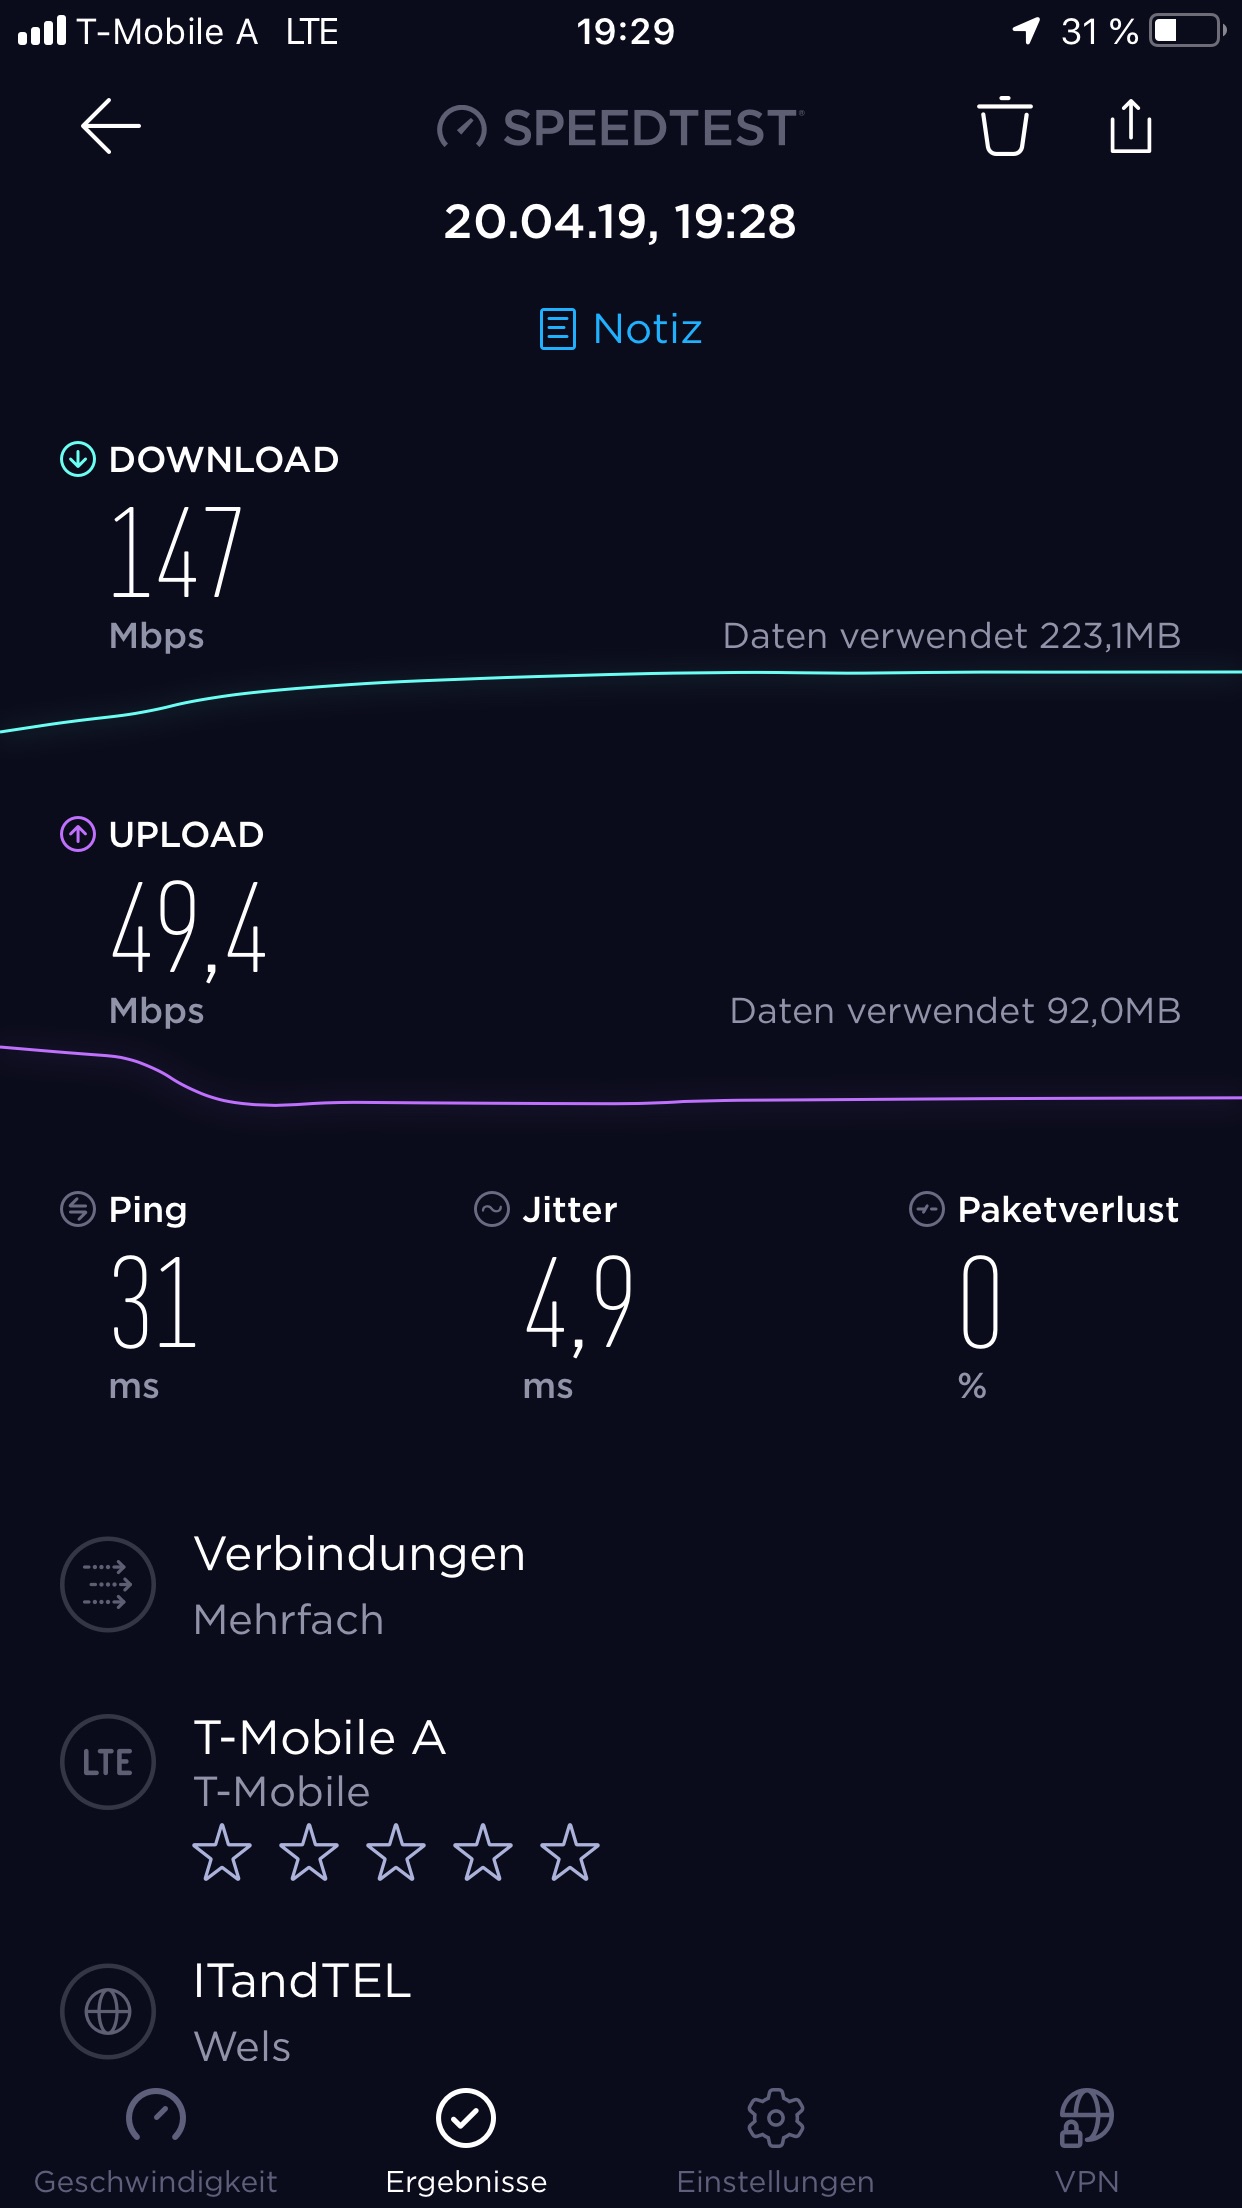 T-Mobile A LTE 19:29 31 %
SPEEDTEST
20.04.19, 19:28
Notiz
DOWNLOAD
147
Mbps Daten verwendet 223,1MB
UPLOAD
49,4
Mbps Daten verwendet 92,0MB
Ping Jitter Paketverlust
31 4,9 0
ms ms %
Verbindungen
Mehrfach
LTE T-Mobile A
T-Mobile
ITandTEL
Wels
Geschwindigkeit Ergebnisse Einstellungen VPN